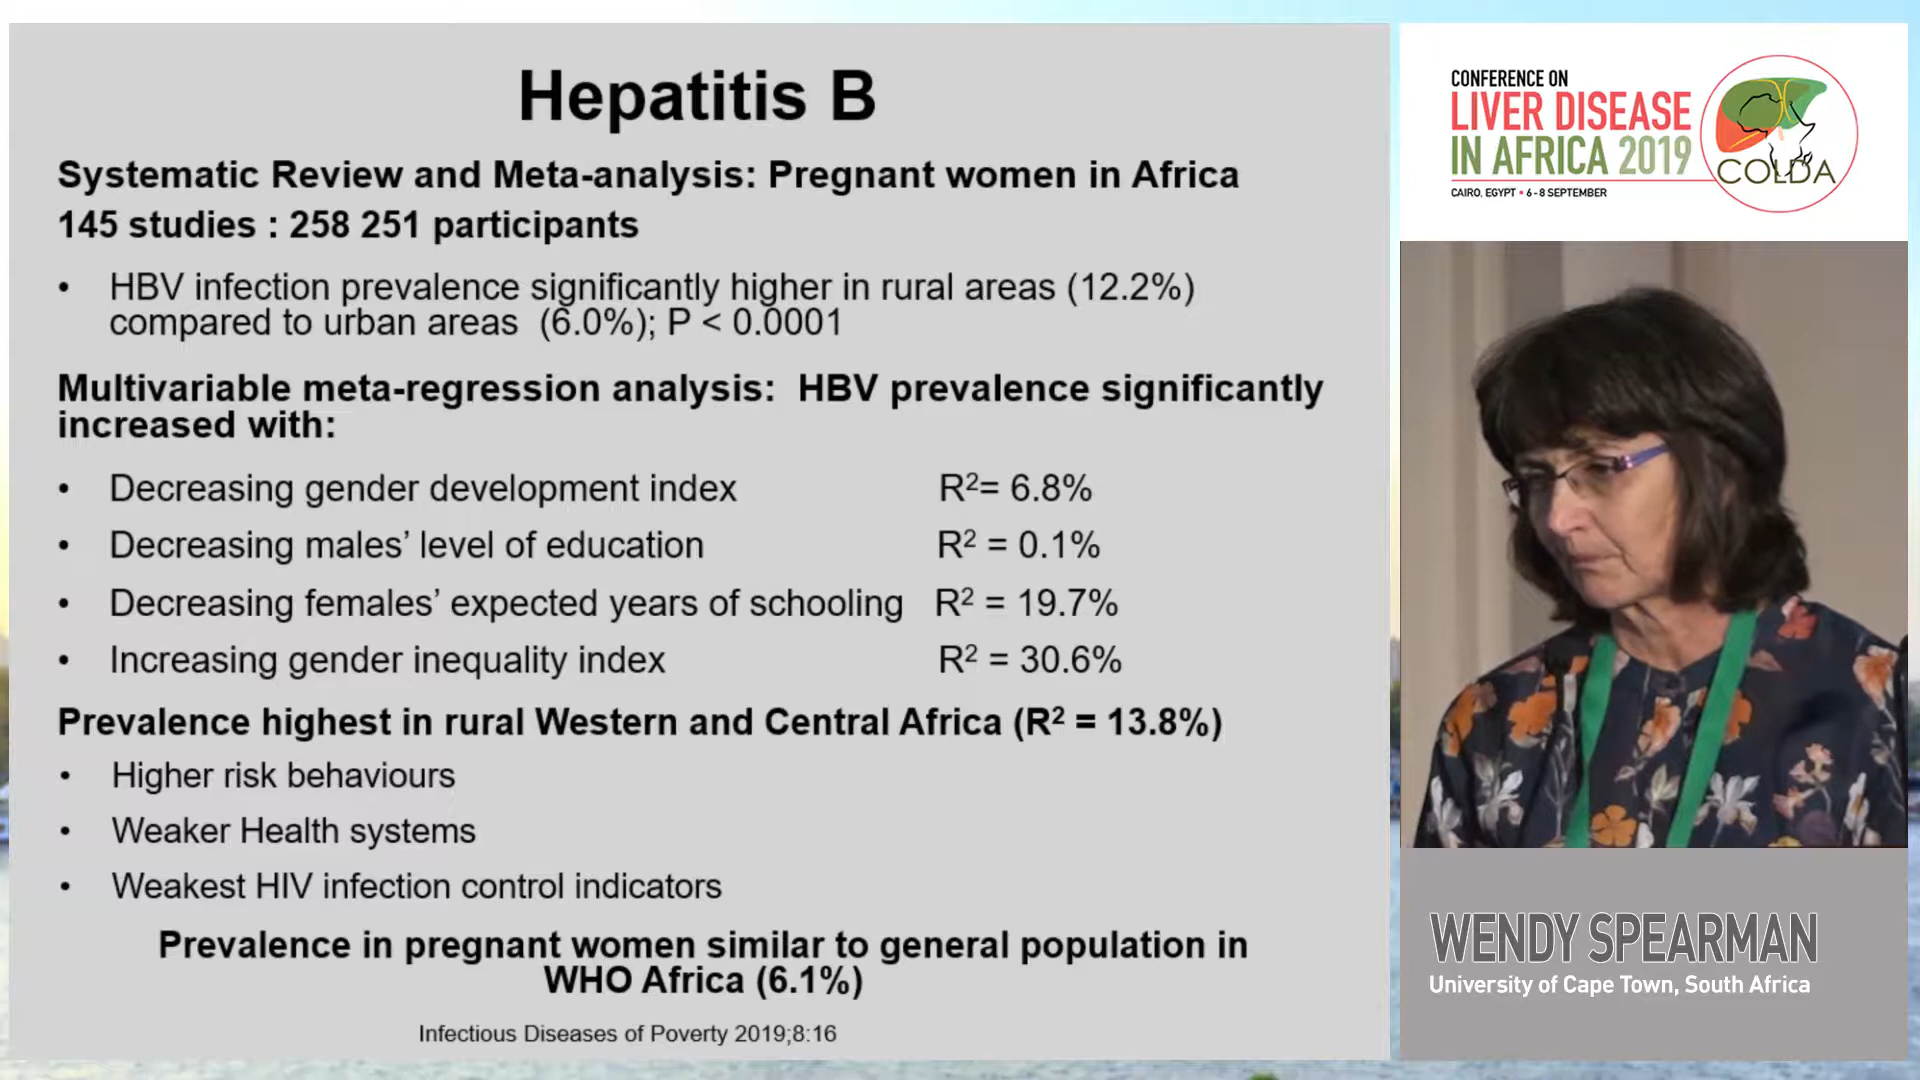 Hepatitis B
Systematic Review and Meta-analysis: Pregnant women in Africa
145 studies : 258 251 participants
• HBV infection prevalence significantly higher in rural areas (12.2%)
compared to urban areas (6.0%); P < 0.0001
Multivariable meta-regression analysis: HBV prevalence significantly
increased with:
• Decreasing gender development index R²= 6.8%
• Decreasing males’ level of education R² = 0.1%
• Decreasing females’ expected years of schooling R² = 19.7%
• Increasing gender inequality index R² = 30.6%
Prevalence highest in rural Western and Central Africa (R² = 13.8%)
• Higher risk behaviours
• Weaker Health systems
• Weakest HIV infection control indicators
Prevalence in pregnant women similar to general population in
WHO Africa (6.1%)
Infectious Diseases of Poverty 2019;8:16
CONFERENCE ON
LIVER DISEASE
IN AFRICA 2019
CAIRO, EGYPT • 6 - 8 SEPTEMBER
COLDA
WENDY SPEARMAN
University of Cape Town, South Africa